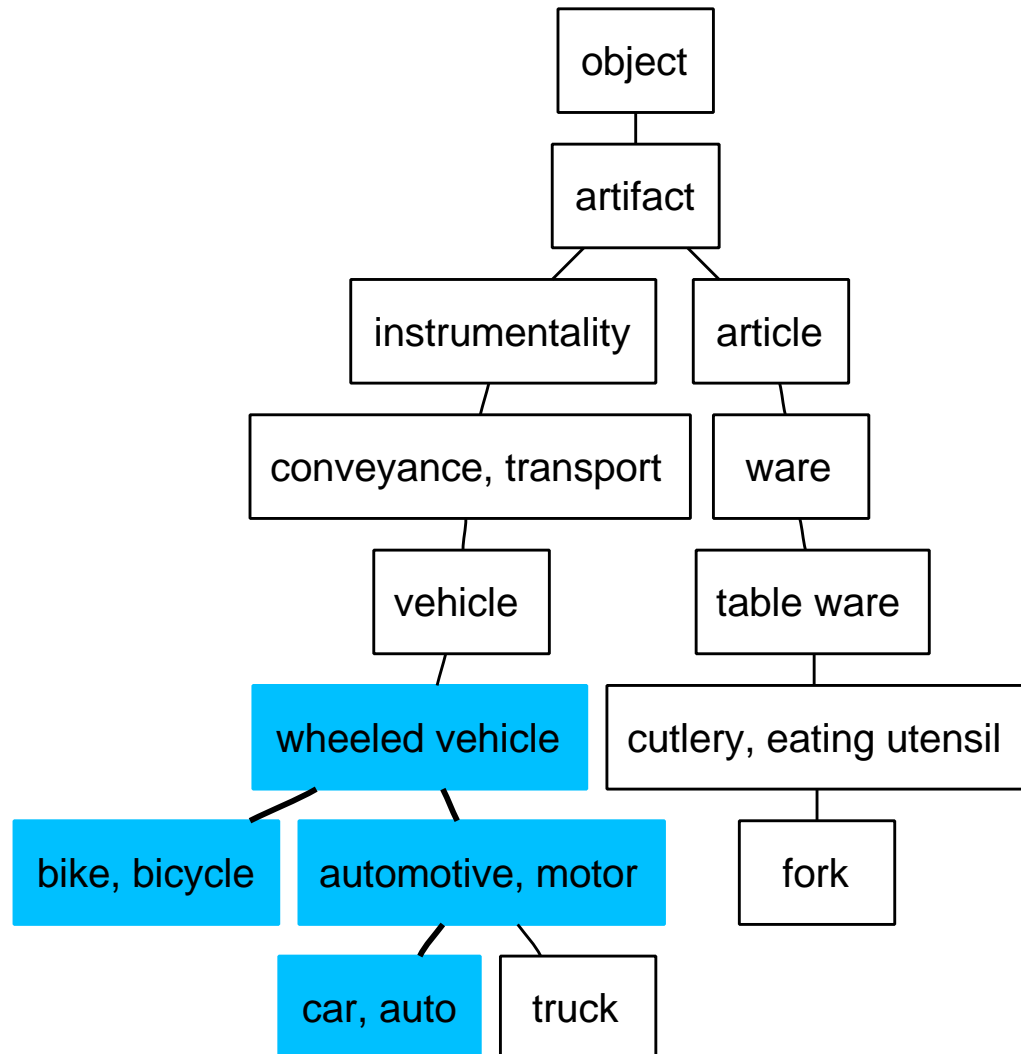 object
artifact
instrumentality
article
conveyance, transport
ware
vehicle
table ware
wheeled vehicle
cutlery, eating utensil
bike, bicycle
automotive, motor
fork
car, auto
truck